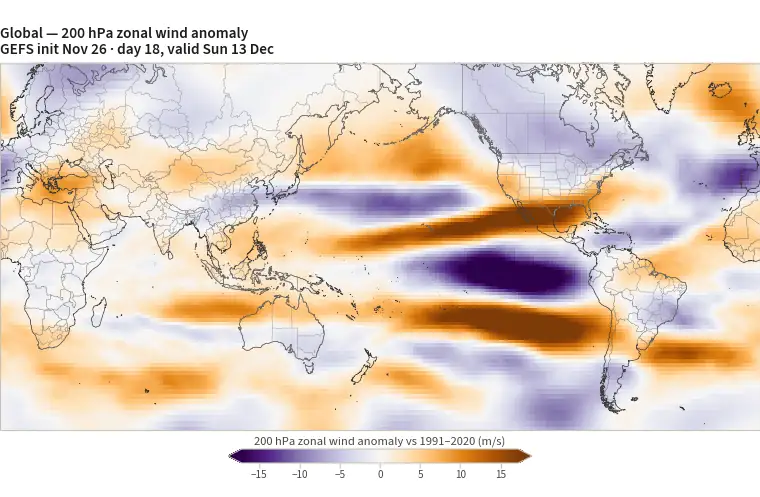 Global — 200 hPa zonal wind anomaly
GEFS init Nov 26 · day 18, valid Sun 13 Dec
200 hPa zonal wind anomaly vs 1991–2020 (m/s)
−15 −10 −5 0 5 10 15